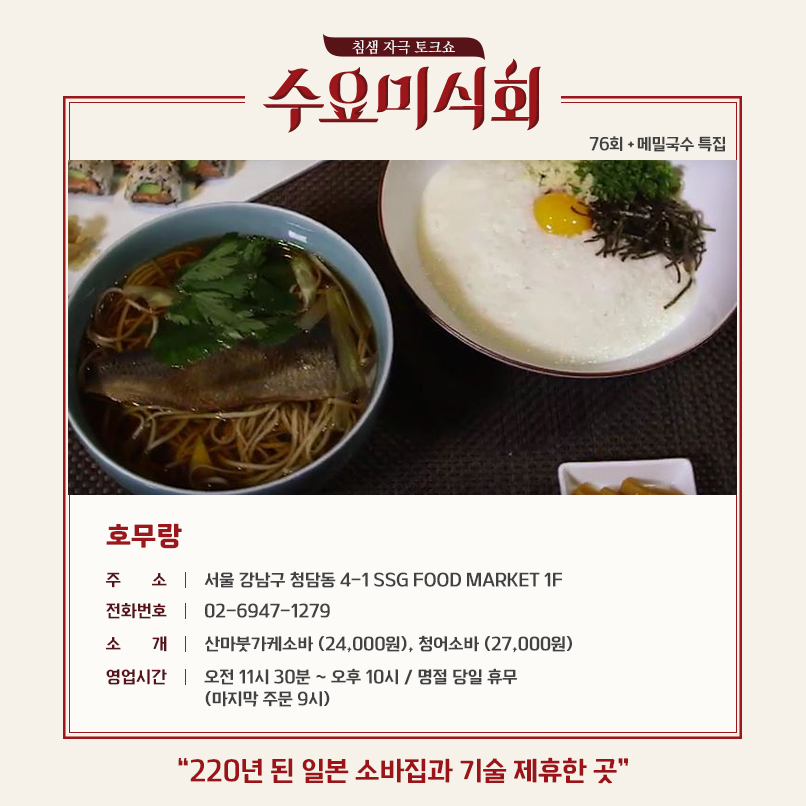 침샘 자극 토크쇼
수요미식회
76회 + 메밀국수 특집
호무랑
주 소 | 서울 강남구 청담동 4-1 SSG FOOD MARKET 1F
전화번호 | 02-6947-1279
소 개 | 산마붓가케소바 (24,000원), 청어소바 (27,000원)
영업시간 | 오전 11시 30분 ~ 오후 10시 / 명절 당일 휴무
(마지막 주문 9시)
“220년 된 일본 소바집과 기술 제휴한 곳”